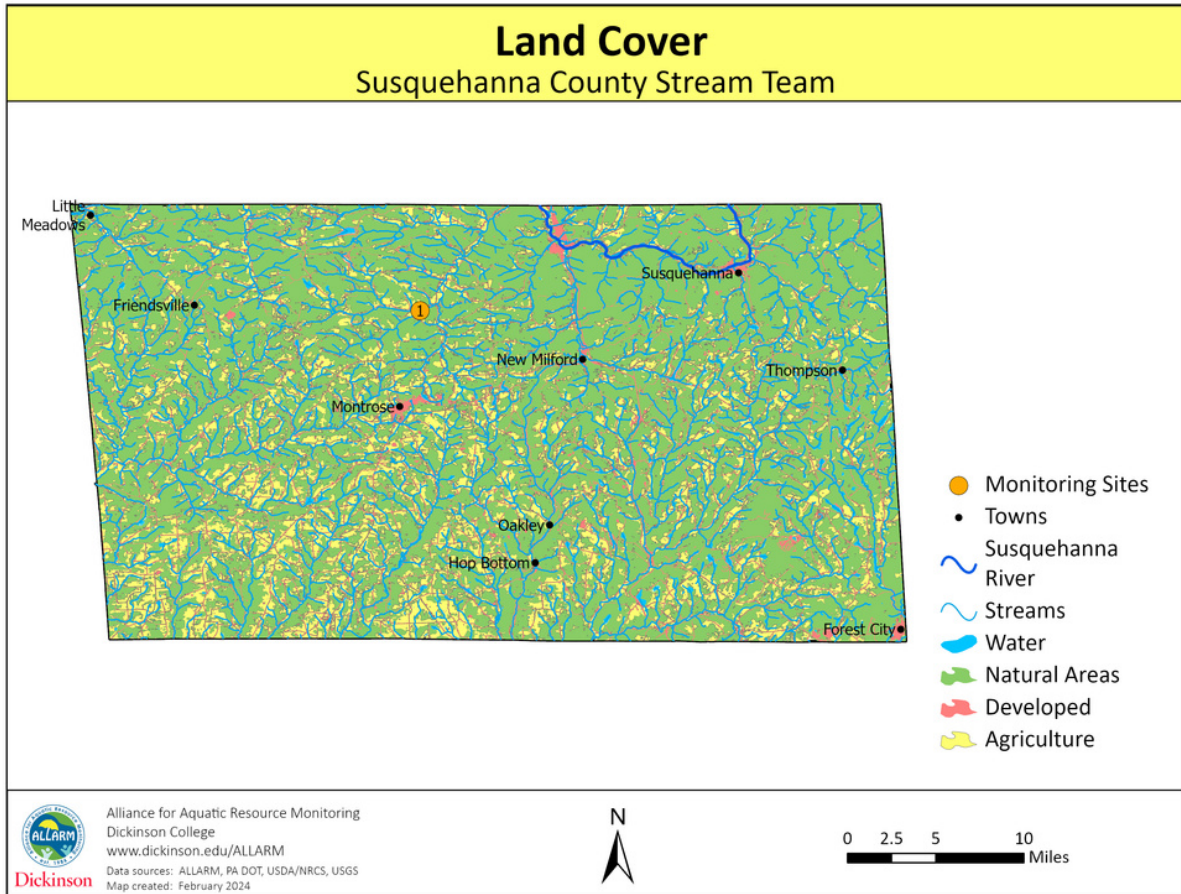 Land Cover
Susquehanna County Stream Team
Little
Meadows
Susquehanna
Friendsville
1
New Milford
Thompson
Montrose
Oakley
Hop Bottom
Forest City
Monitoring Sites
Towns
Susquehanna
River
Streams
Water
Natural Areas
Developed
Agriculture
ALLARM
Dickinson
Alliance for Aquatic Resource Monitoring
Dickinson College
www.dickinson.edu/ALLARM
Data sources: ALLARM, PA DOT, USDA/NRCS, USGS
Map created: February 2024
N
0 2.5 5 10
Miles